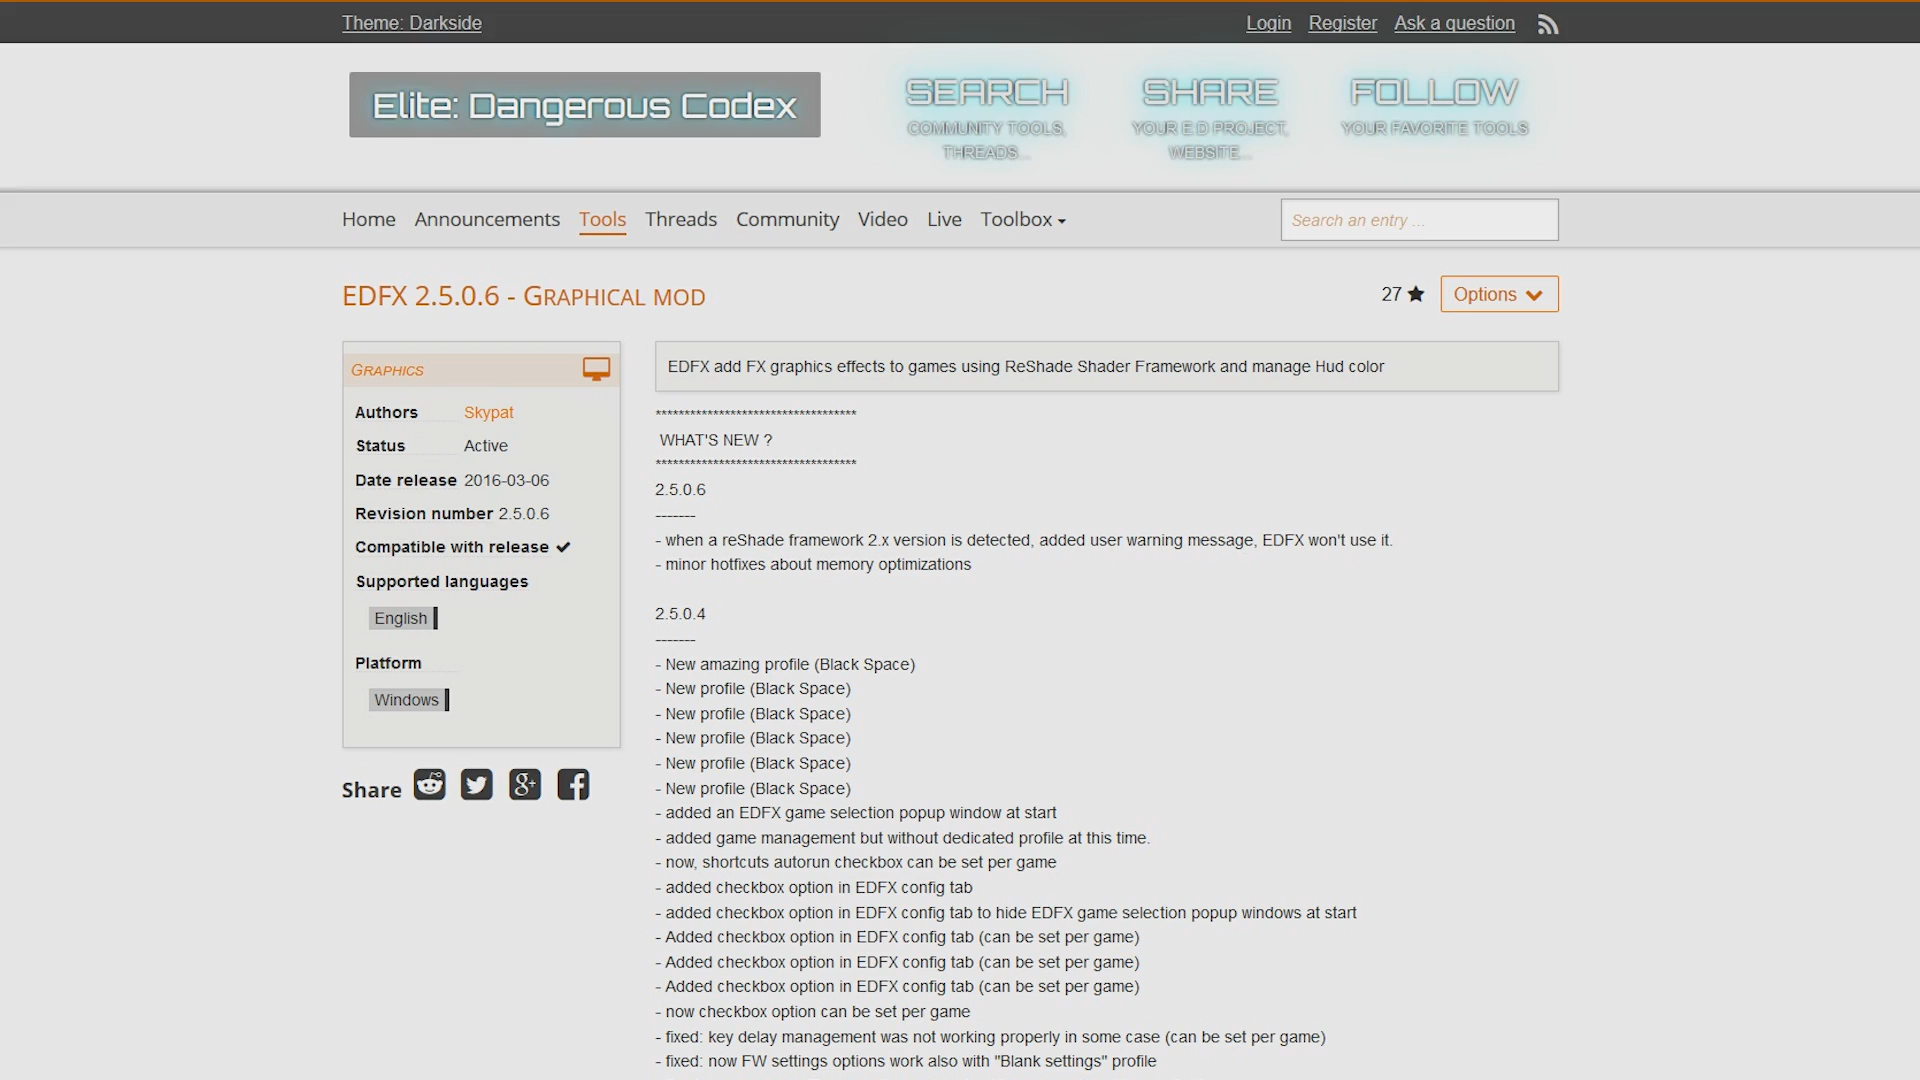 Theme: Darkside
Login Register Ask a question
Elite: Dangerous Codex
SEARCH
COMMUNITY TOOLS,
THREADS...
SHARE
YOUR E:D PROJECT,
WEBSITE...
FOLLOW
YOUR FAVORITE TOOLS
Home Announcements Tools Threads Community Video Live Toolbox
Search an entry ...
EDFX 2.5.0.6 - GRAPHICAL MOD
27
Options
GRAPHICS
Authors Skypat
Status Active
Date release 2016-03-06
Revision number 2.5.0.6
Compatible with release
Supported languages
English
Platform
Windows
Share
EDFX add FX graphics effects to games using ReShade Shader Framework and manage Hud color
***********************************
WHAT'S NEW ?
***********************************
2.5.0.6
-------
- when a reShade framework 2.x version is detected, added user warning message, EDFX won't use it.
- minor hotfixes about memory optimizations
2.5.0.4
-------
- New amazing profile (Black Space)
- New profile (Black Space)
- New profile (Black Space)
- New profile (Black Space)
- New profile (Black Space)
- New profile (Black Space)
- added an EDFX game selection popup window at start
- added game management but without dedicated profile at this time.
- now, shortcuts autorun checkbox can be set per game
- added checkbox option in EDFX config tab
- added checkbox option in EDFX config tab to hide EDFX game selection popup windows at start
- Added checkbox option in EDFX config tab (can be set per game)
- Added checkbox option in EDFX config tab (can be set per game)
- Added checkbox option in EDFX config tab (can be set per game)
- now checkbox option can be set per game
- fixed: key delay management was not working properly in some case (can be set per game)
- fixed: now FW settings options work also with "Blank settings" profile